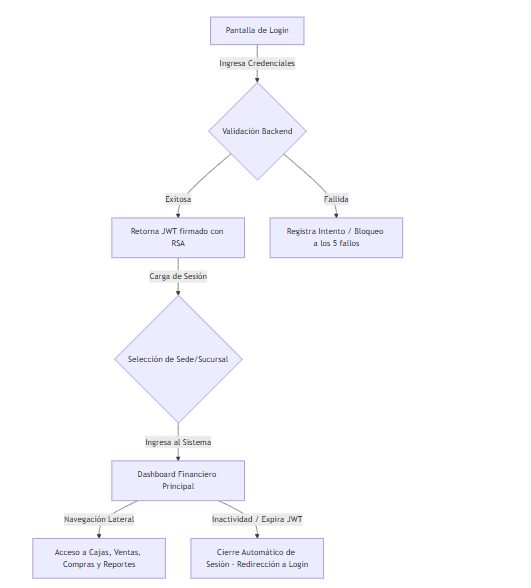 Pantalla de Login
Ingresa Credenciales
Validación Backend
Exitosa
Fallida
Retorna JWT firmado con
RSA
Registra Intento / Bloqueo
a los 5 fallos
Carga de Sesión
Selección de Sede/Sucursal
Ingresa al Sistema
Dashboard Financiero
Principal
Navegación Lateral
Inactividad / Expira JWT
Acceso a Cajas, Ventas,
Compras y Reportes
Cierre Automático de
Sesión - Redirección a Login